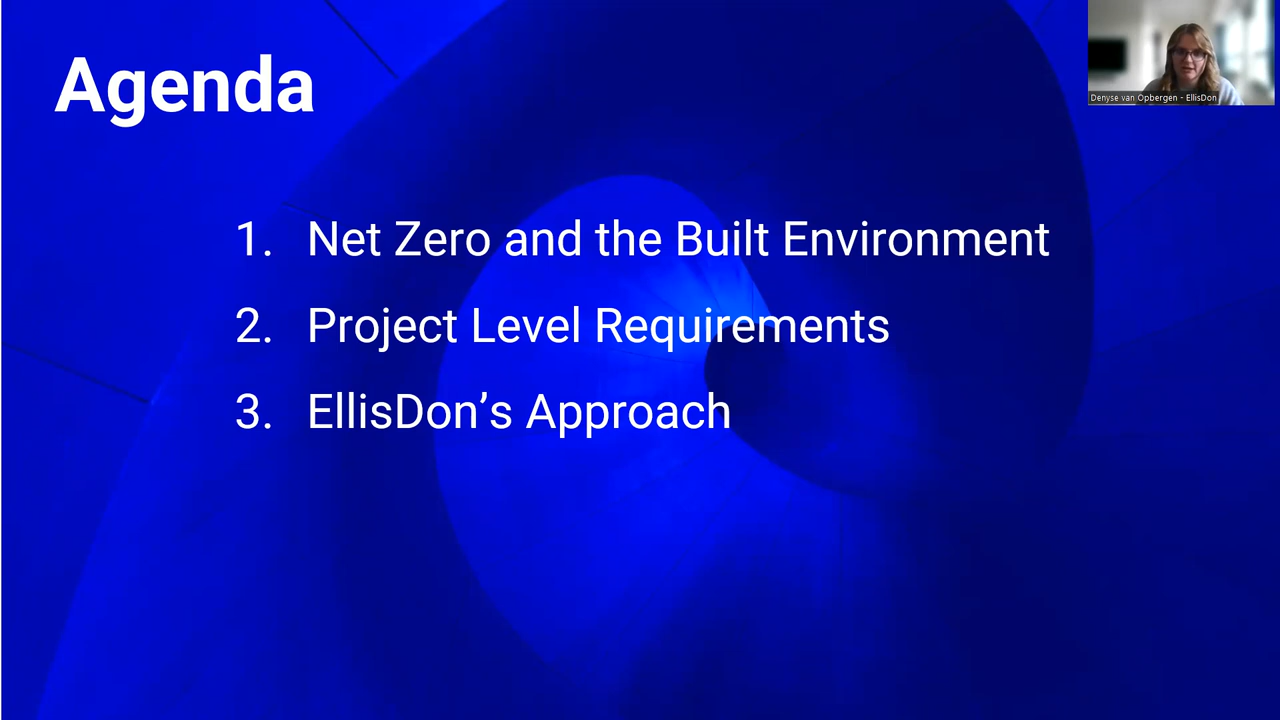 Agenda
1. Net Zero and the Built Environment
2. Project Level Requirements
3. EllisDon’s Approach
Denyse van Opbergen - EllisDon